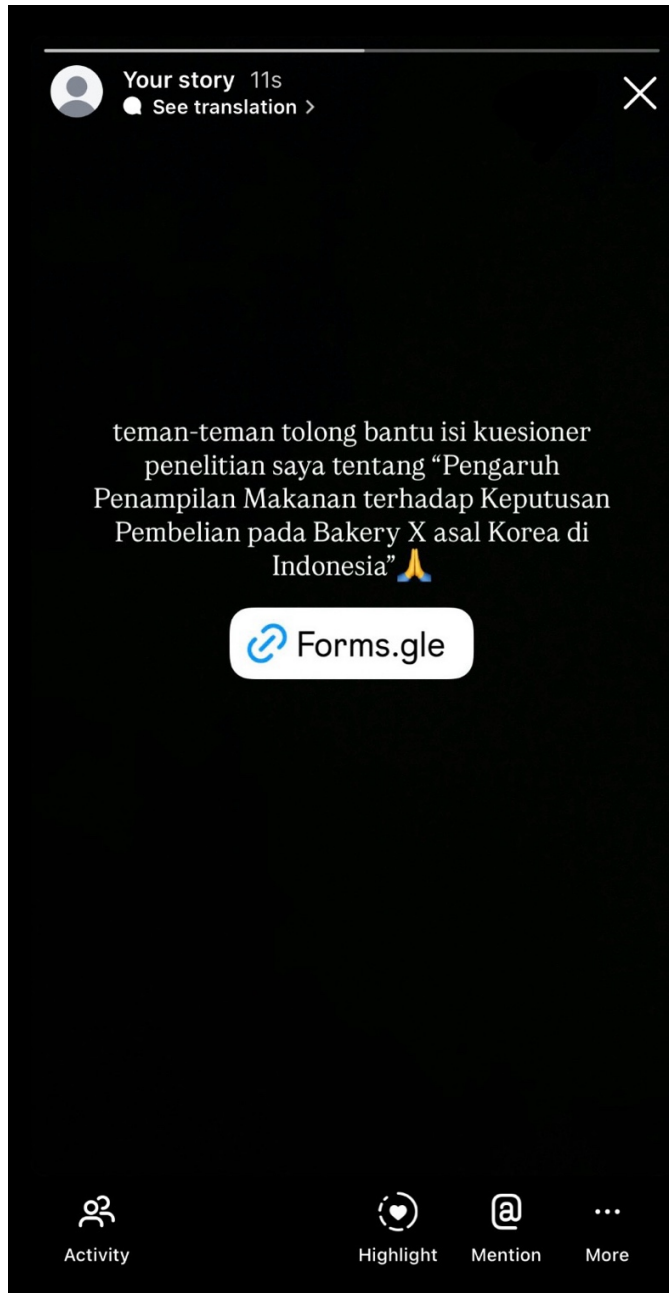 Your story 11s
See translation >
teman-teman tolong bantu isi kuesioner
penelitian saya tentang “Pengaruh
Penampilan Makanan terhadap Keputusan
Pembelian pada Bakery X asal Korea di
Indonesia”🙏
Forms.gle
Activity
Highlight
Mention
More